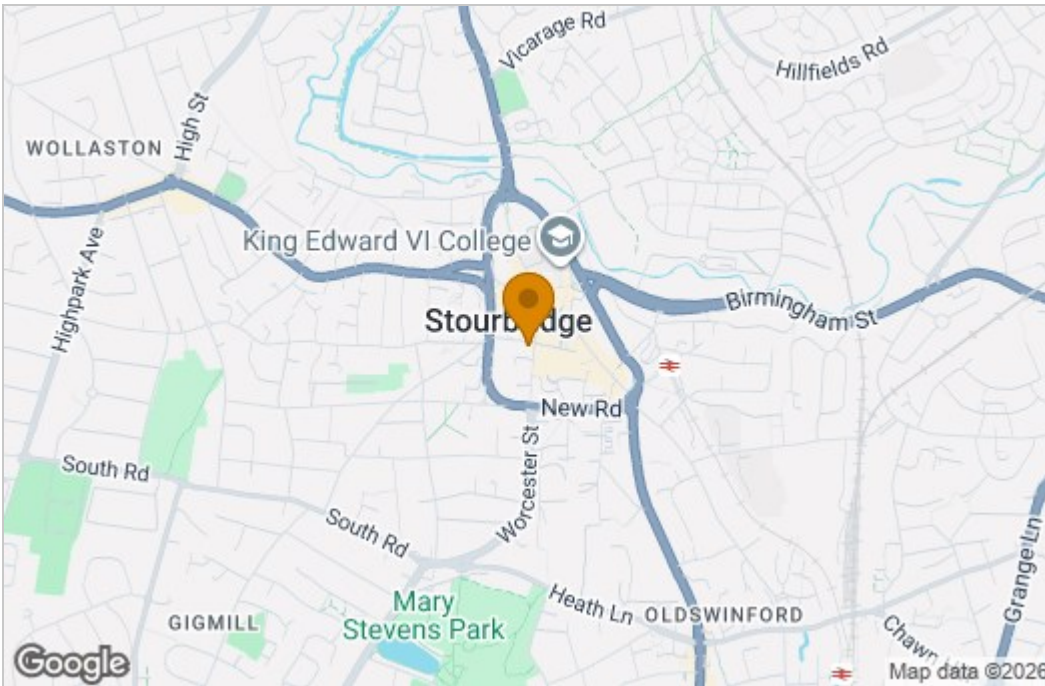 Vicarage Rd
Hillfields Rd
High St
WOLLASTON
King Edward VI College
Highpark Ave
Birmingham St
Stourbridge
New Rd
South Rd
Worcester St
South Rd
Grange Ln
Mary
Stevens Park
Heath Ln
OLDSWINFORD
GIGMILL
Chawn
Google
Map data ©2026